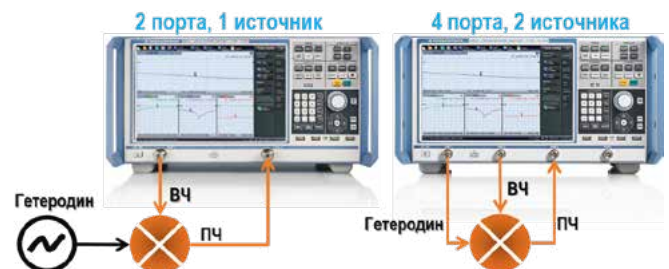 2 порта, 1 источник
4 порта, 2 источника
Гетеродин
ВЧ
ПЧ
Гетеродин
ВЧ
ПЧ